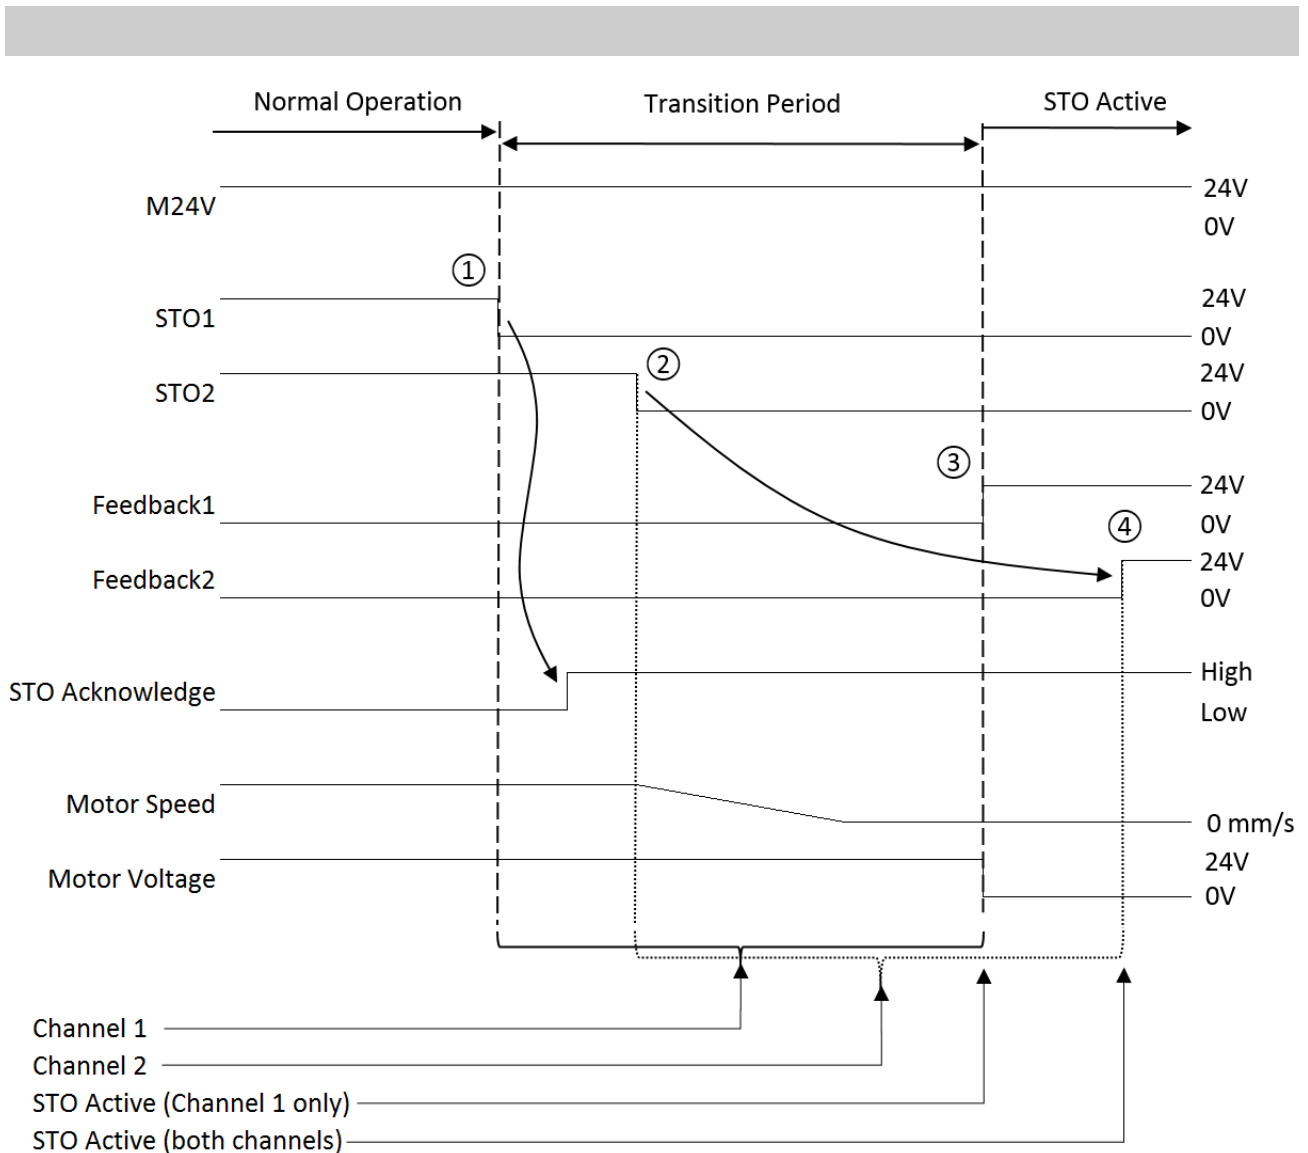 Normal Operation
Transition Period
STO Active
M24V
24V
0V
①
STO1
24V
0V
②
STO2
24V
0V
③
Feedback1
24V
0V
④
Feedback2
24V
0V
STO Acknowledge
High
Low
Motor Speed
0 mm/s
Motor Voltage
24V
0V
Channel 1
Channel 2
STO Active (Channel 1 only)
STO Active (both channels)